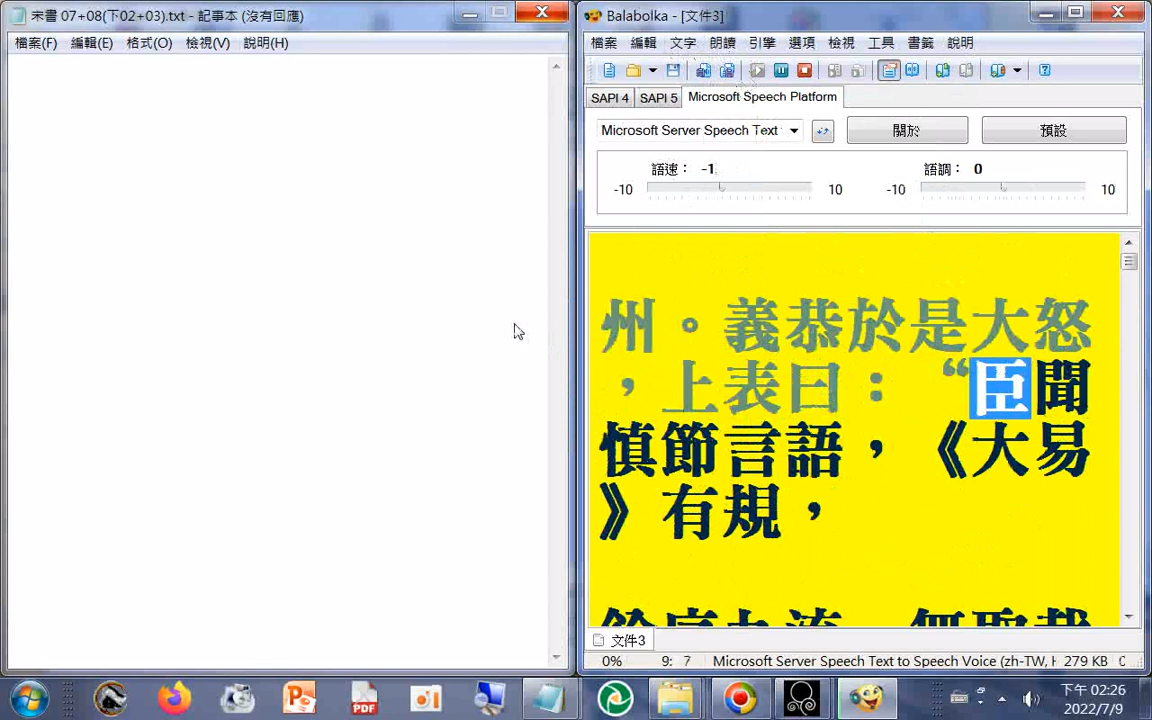 宋書 07+08(下02+03).txt - 記事本 (沒有回應)
檔案(F) 編輯(E) 格式(O) 檢視(V) 說明(H)
Balabolka - [文件3]
檔案 編輯 文字 朗讀 引擎 選項 檢視 工具 書籤 說明
SAPI 4 SAPI 5 Microsoft Speech Platform
Microsoft Server Speech Text 關於 預設
語速： -1 語調： 0
-10 10 -10 10
州。義恭於是大怒
，上表曰：“臣聞
慎節言語，《大易
》有規，
文件3
0% 9: 7 Microsoft Server Speech Text to Speech Voice (zh-TW, H 279 KB
下午 02:26
2022/7/9